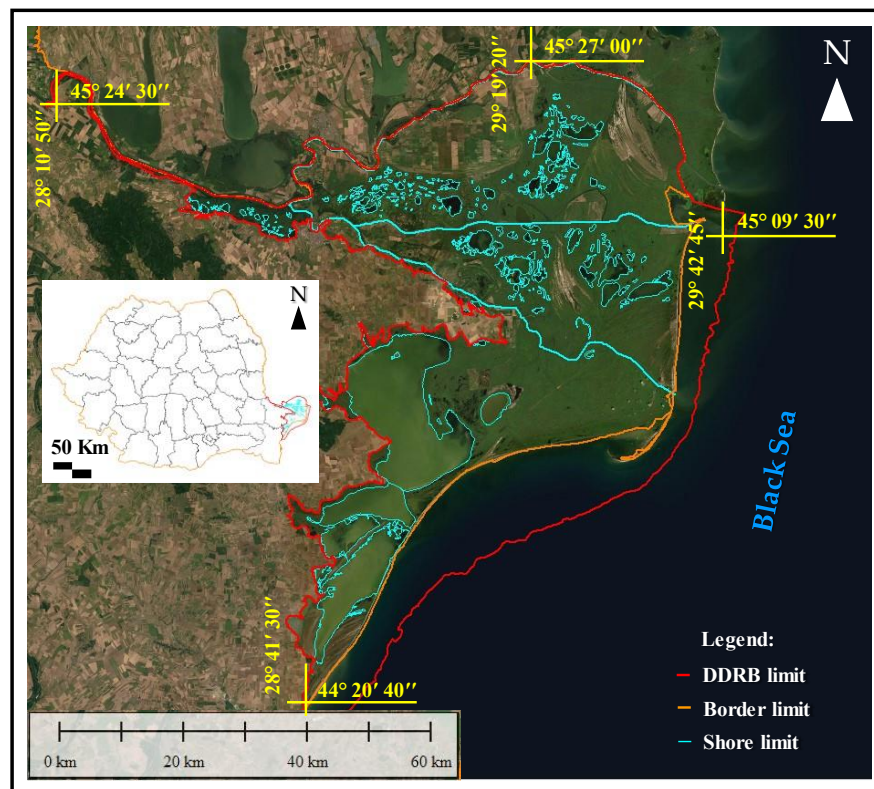 45° 27′ 00′′
29° 19′ 20′′
N
45° 24′ 30′′
28° 10′ 50′′
45° 09′ 30′′
29° 42′ 45′′
N
50 Km
Black Sea
28° 41′ 30′′
44° 20′ 40′′
Legend:
DDRB limit
Border limit
Shore limit
0 km
20 km
40 km
60 km